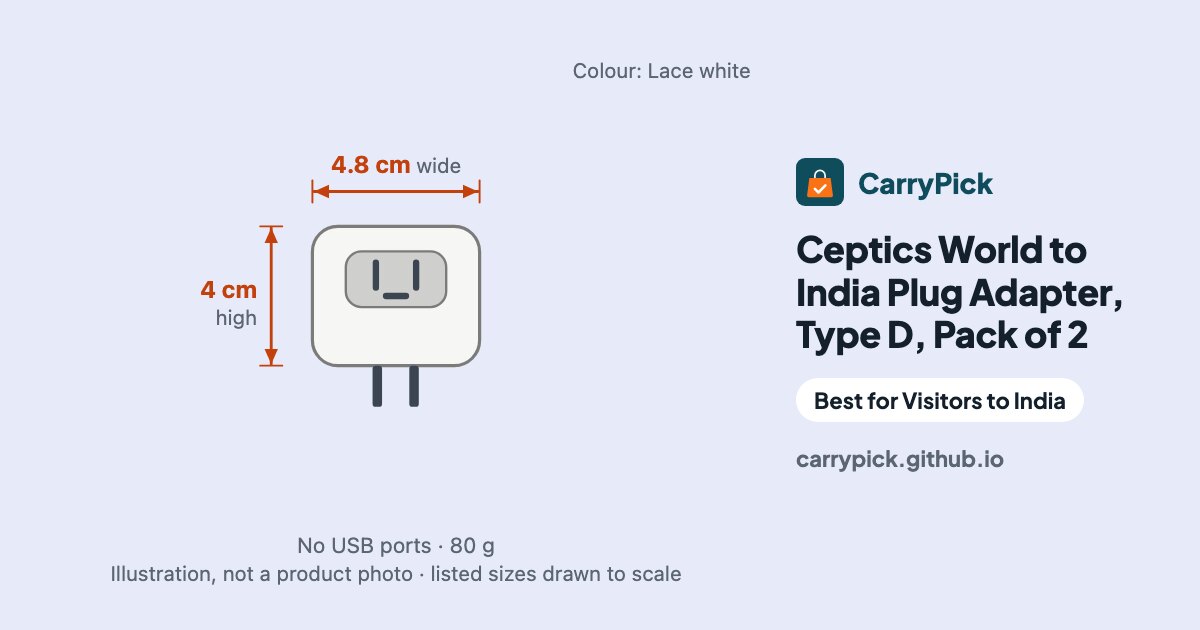 Colour: Lace white
4.8 cm wide
4 cm
high
CarryPick
Ceptics World to
India Plug Adapter,
Type D, Pack of 2
Best for Visitors to India
carrypick.github.io
No USB ports · 80 g
Illustration, not a product photo · listed sizes drawn to scale